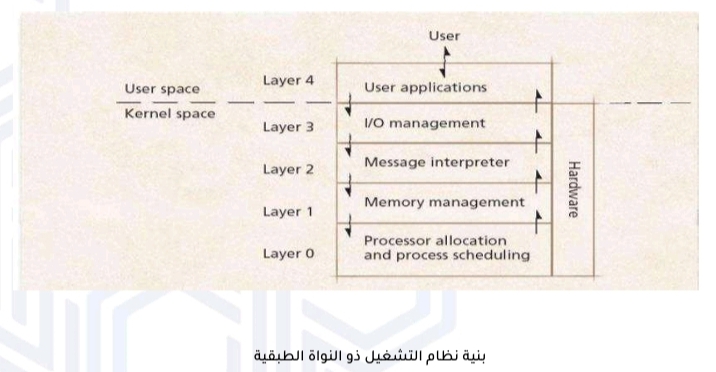 User
Layer 4
User applications
User space
Kernel space
Layer 3
I/O management
Layer 2
Message interpreter
Layer 1
Memory management
Layer 0
Processor allocation
and process scheduling
Hardware
بنية نظام التشغيل ذو النواة الطبقية